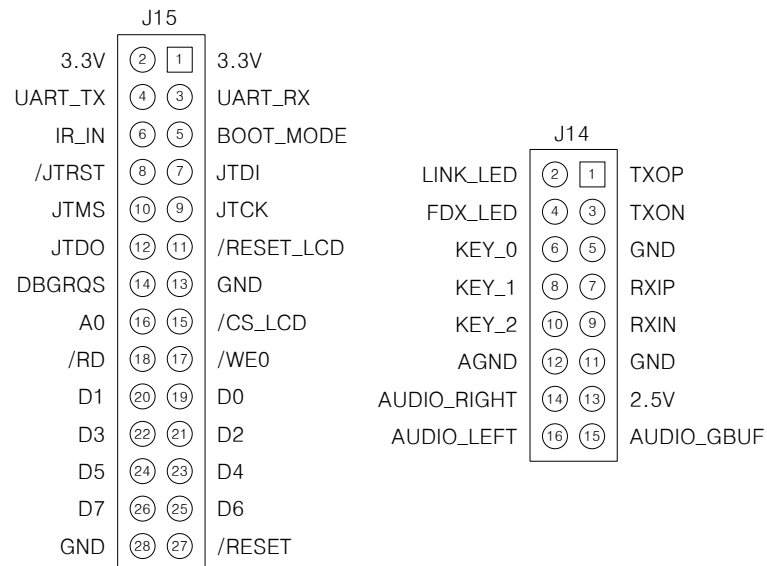 J15
3.3V 2 1 3.3V
UART_TX 4 3 UART_RX
IR_IN 6 5 BOOT_MODE
/JTRST 8 7 JTDI
JTMS 10 9 JTCK
JTDO 12 11 /RESET_LCD
DBGRQS 14 13 GND
A0 16 15 /CS_LCD
/RD 18 17 /WE0
D1 20 19 D0
D3 22 21 D2
D5 24 23 D4
D7 26 25 D6
GND 28 27 /RESET
J14
LINK_LED 2 1 TXOP
FDX_LED 4 3 TXON
KEY_0 6 5 GND
KEY_1 8 7 RXIP
KEY_2 10 9 RXIN
AGND 12 11 GND
AUDIO_RIGHT 14 13 2.5V
AUDIO_LEFT 16 15 AUDIO_GBUF